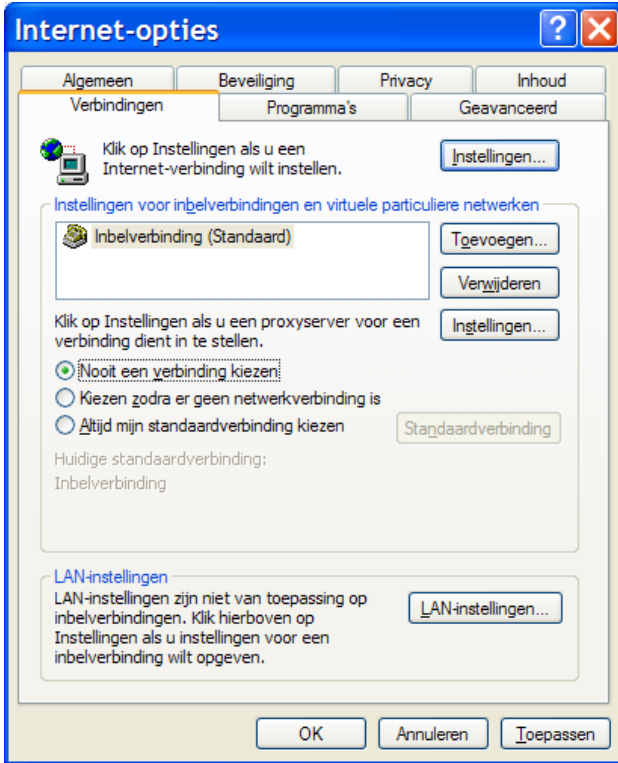 Internet-opties
Algemeen Beveiliging Privacy Inhoud
Verbindingen Programma's Geavanceerd
Klik op Instellingen als u een
Internet-verbinding wilt instellen.
Instellingen...
Instellingen voor inbelverbindingen en virtuele particuliere netwerken
Inbelverbinding (Standaard)
Toevoegen...
Verwijderen
Klik op Instellingen als u een proxyserver voor een
verbinding dient in te stellen.
Instellingen...
Nooit een verbinding kiezen
Kiezen zodra er geen netwerkverbinding is
Altijd mijn standaardverbinding kiezen
Standaardverbinding
Huidige standaardverbinding:
Inbelverbinding
LAN-instellingen
LAN-instellingen zijn niet van toepassing op
inbelverbindingen. Klik hierboven op
Instellingen als u instellingen voor een
inbelverbinding wilt opgeven.
LAN-instellingen...
OK Annuleren Toepassen